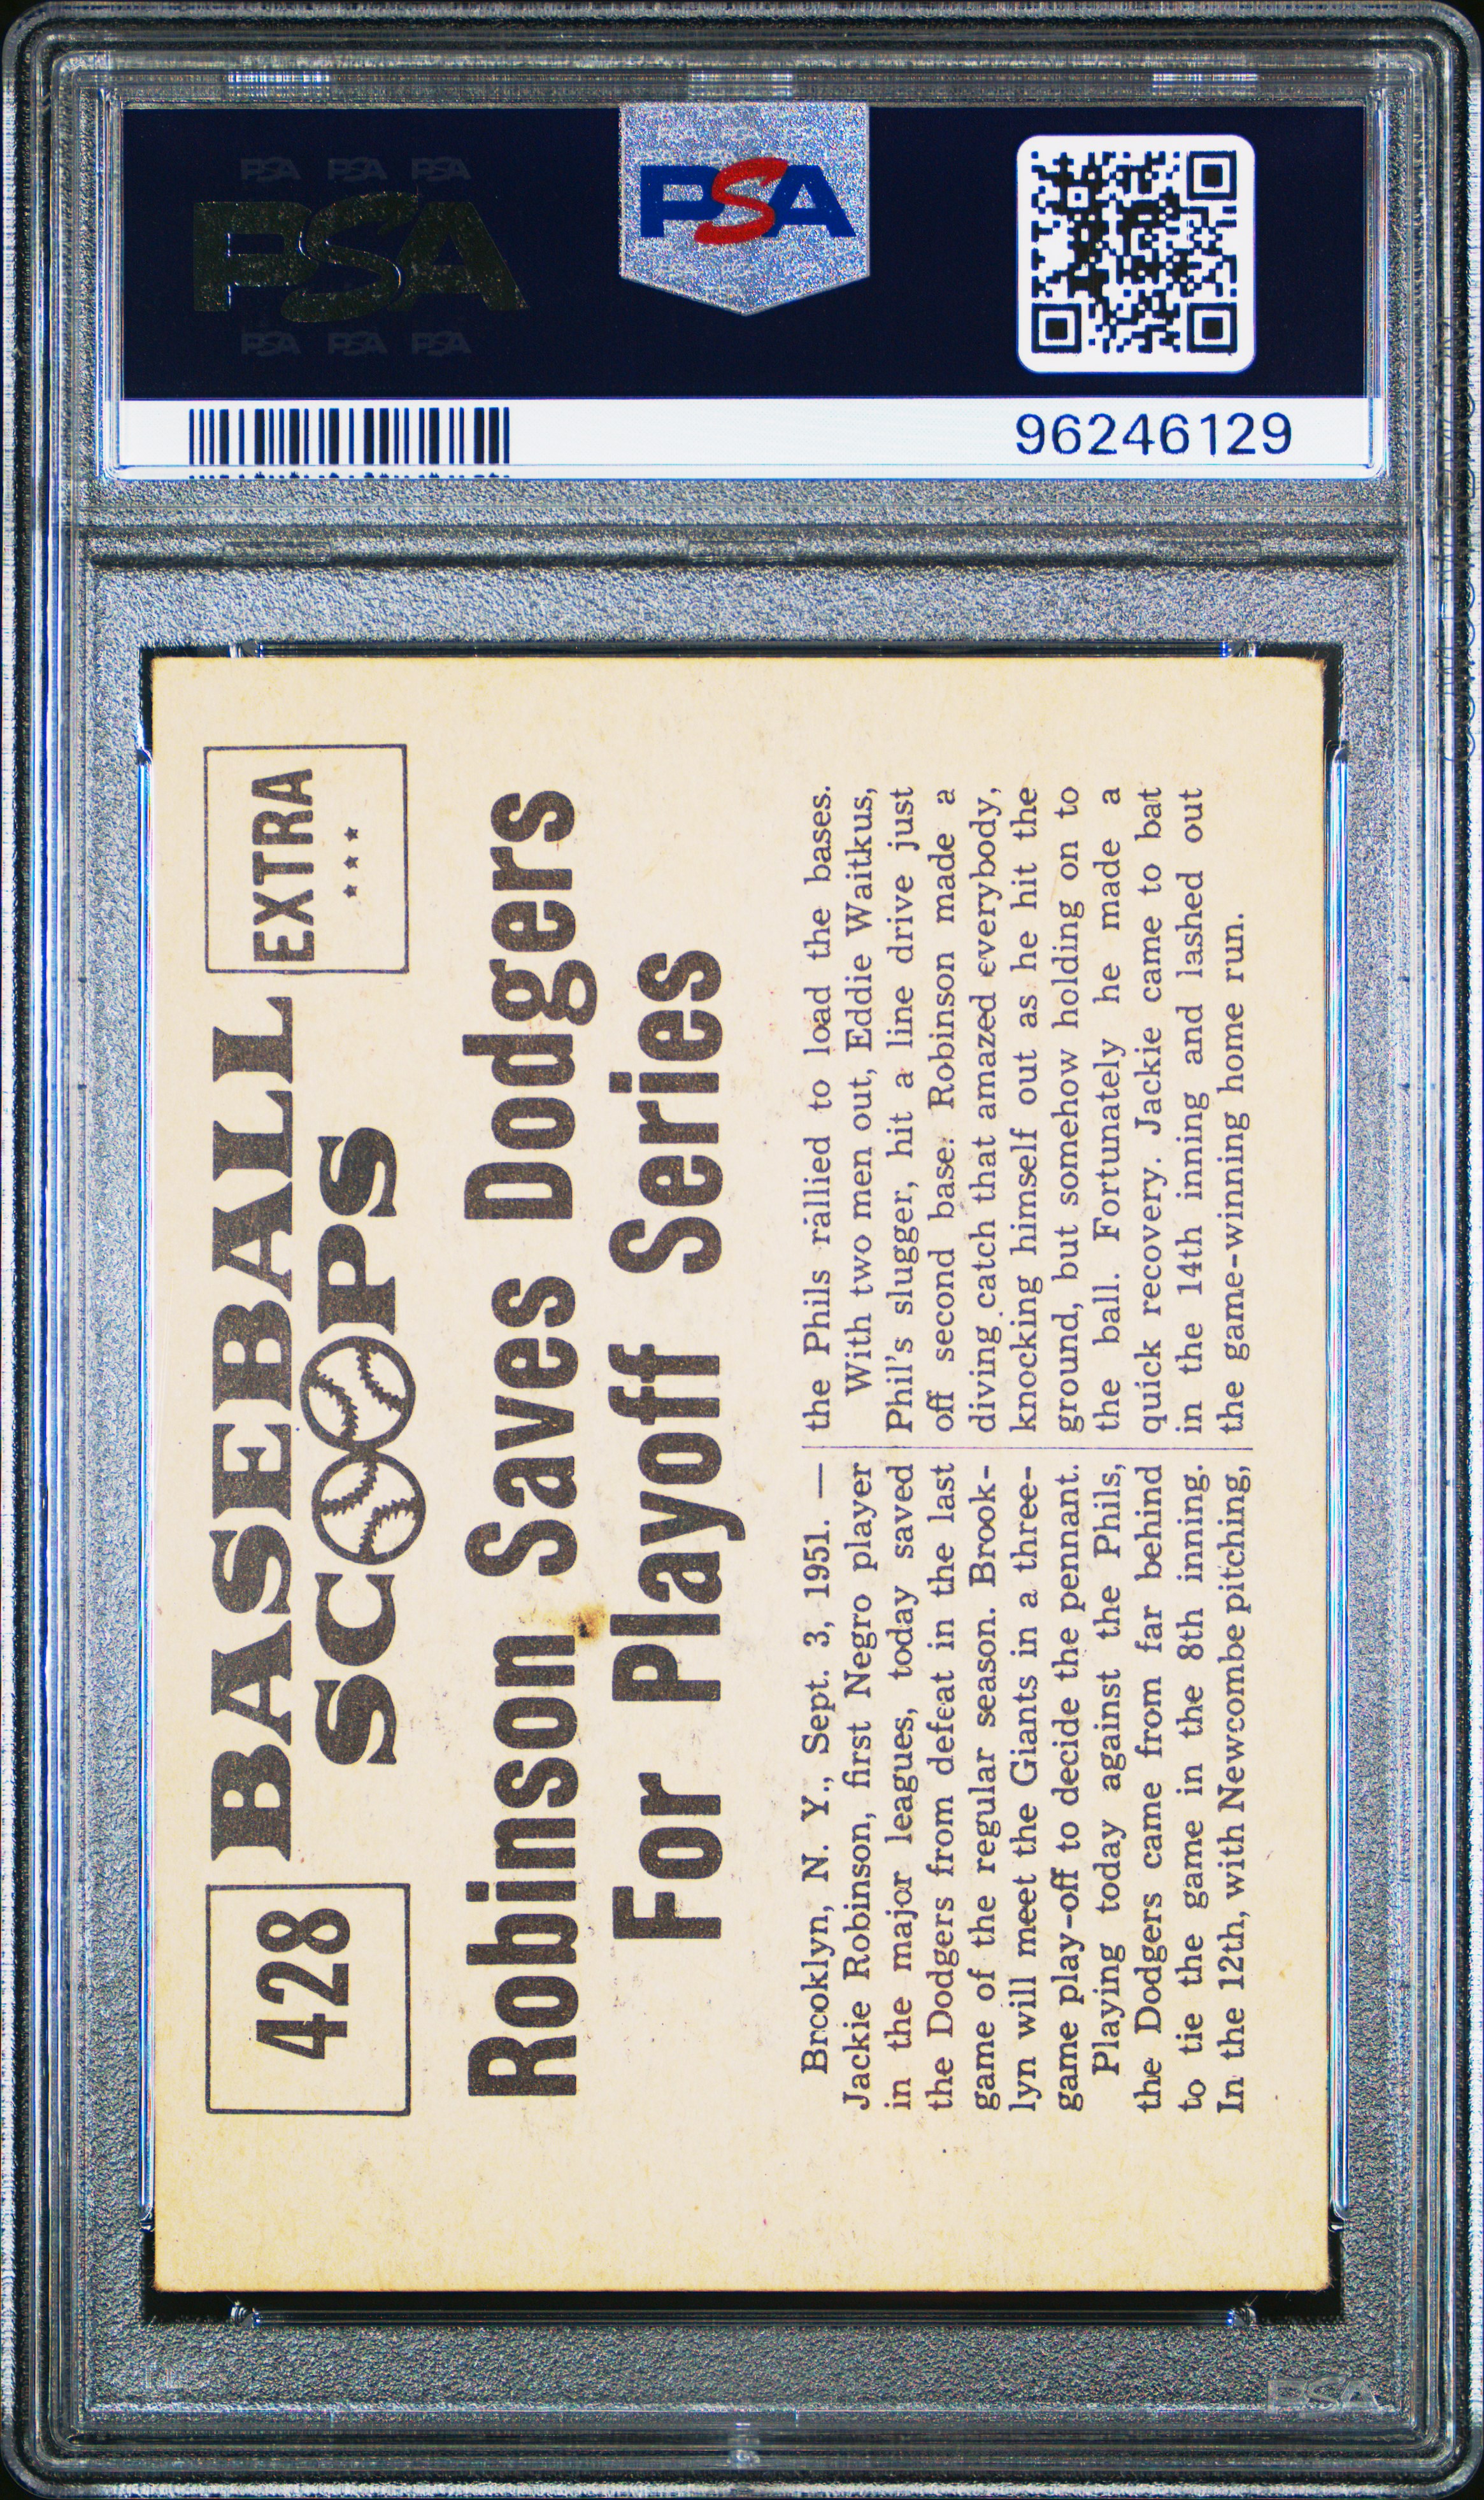 PSA PSA PSA
PSA
PSA PSA PSA
PSA
96246129
428
BASEBALL
SCOOPS
EXTRA
Robinson Saves Dodgers
For Playoff Series
Brooklyn, N. Y., Sept. 3, 1951. —
Jackie Robinson, first Negro player
in the major leagues, today saved
the Dodgers from defeat in the last
game of the regular season. Brook-
lyn will meet the Giants in a three-
game play-off to decide the pennant.
Playing today against the Phils,
the Dodgers came from far behind
to tie the game in the 8th inning.
In the 12th, with Newcombe pitching,
the Phils rallied to load the bases.
With two men out, Eddie Waitkus,
Phil's slugger, hit a line drive just
off second base. Robinson made a
diving catch that amazed everybody,
knocking himself out as he hit the
ground, but somehow holding on to
the ball. Fortunately he made a
quick recovery. Jackie came to bat
in the 14th inning and lashed out
the game-winning home run.
PSA